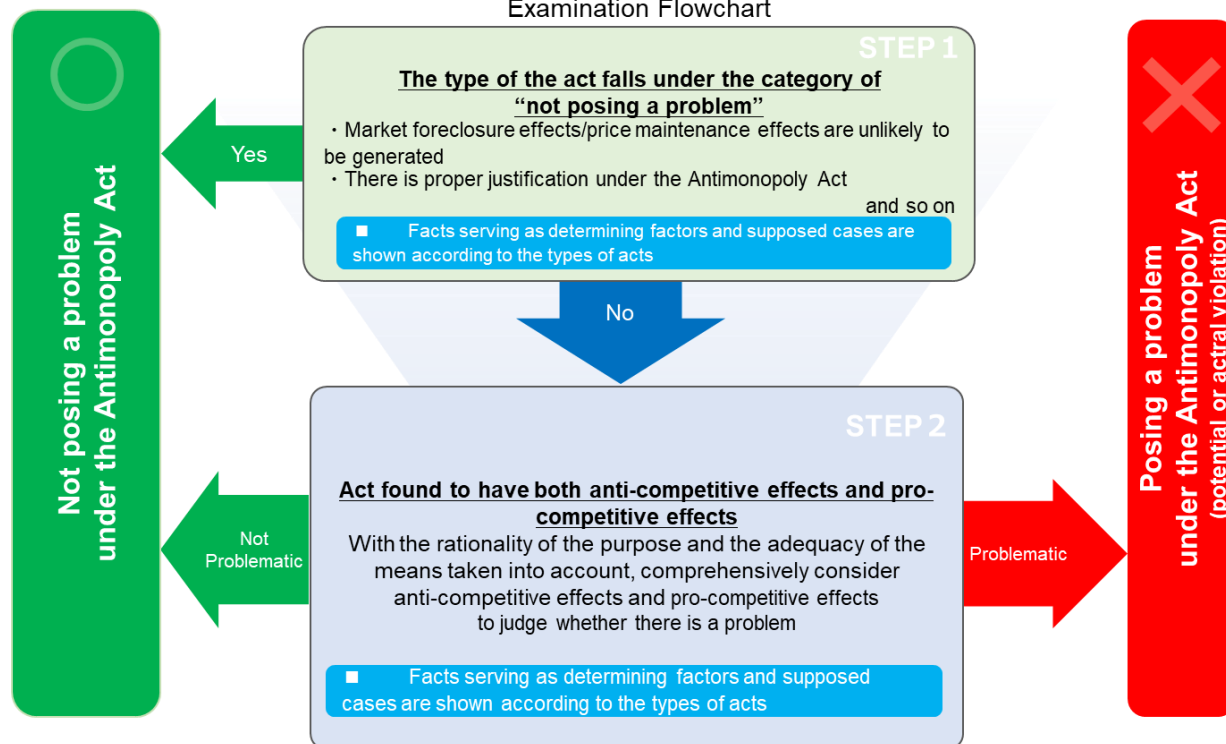 Examination Flowchart
STEP 1
The type of the act falls under the category of
“not posing a problem”
・Market foreclosure effects/price maintenance effects are unlikely to
be generated
・There is proper justification under the Antimonopoly Act
and so on
■ Facts serving as determining factors and supposed cases are
shown according to the types of acts
Yes
Not posing a problem
under the Antimonopoly Act
No
STEP 2
Act found to have both anti-competitive effects and pro-
competitive effects
With the rationality of the purpose and the adequacy of the
means taken into account, comprehensively consider
anti-competitive effects and pro-competitive effects
to judge whether there is a problem
■ Facts serving as determining factors and supposed
cases are shown according to the types of acts
Not
Problematic
Problematic
Posing a problem
under the Antimonopoly Act
(potential or actral violation)